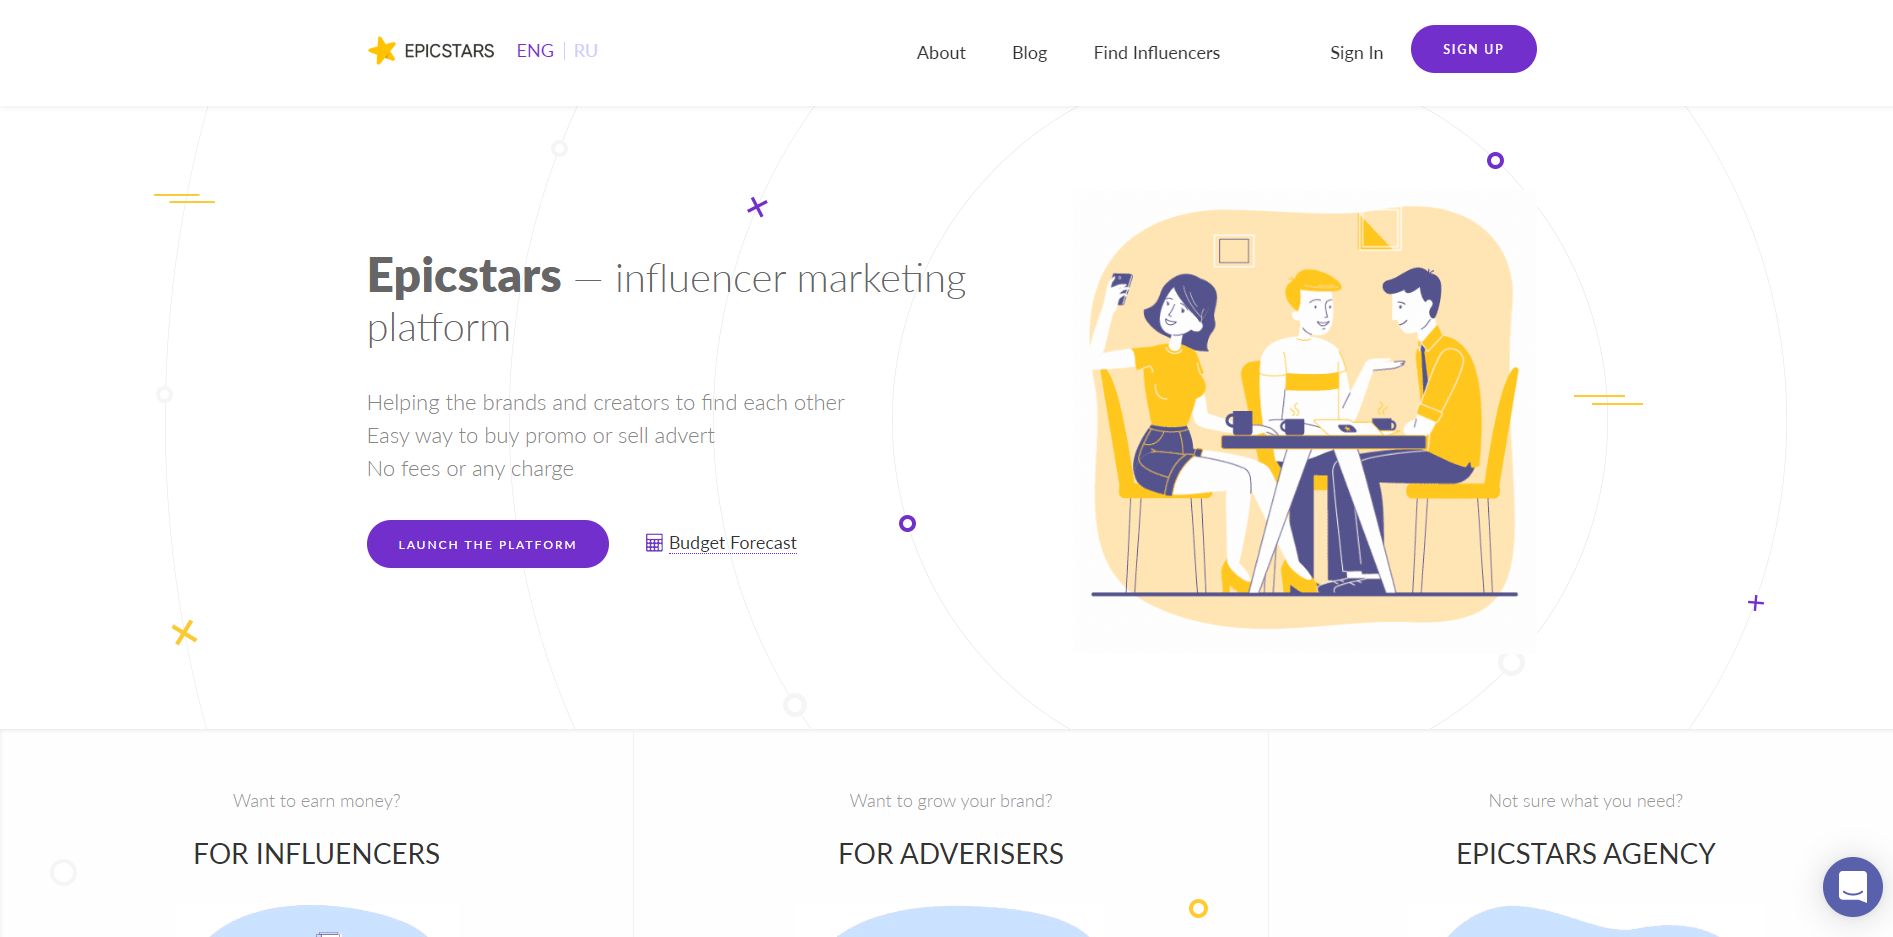 EPICSTARS ENG RU
About Blog Find Influencers Sign In SIGN UP
Epicstars — influencer marketing
platform
Helping the brands and creators to find each other
Easy way to buy promo or sell advert
No fees or any charge
LAUNCH THE PLATFORM Budget Forecast
Want to earn money?
FOR INFLUENCERS
Want to grow your brand?
FOR ADVERISERS
Not sure what you need?
EPICSTARS AGENCY